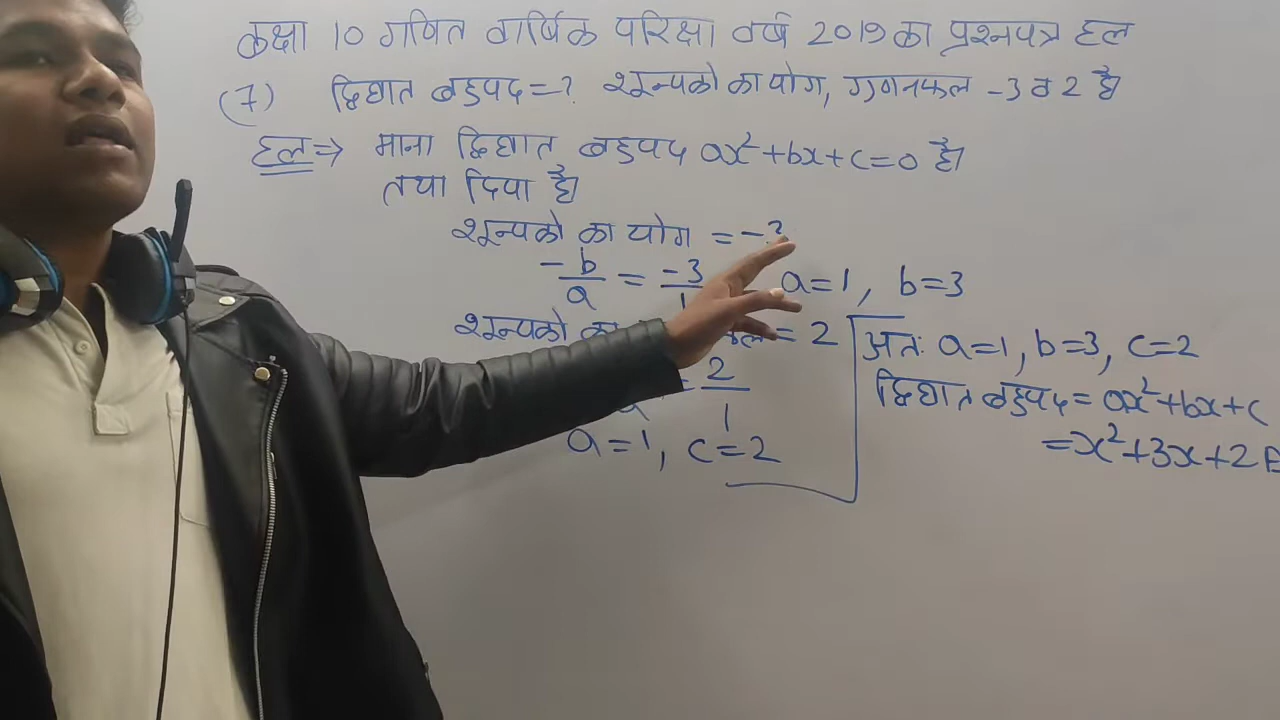 कक्षा 10 गणित वार्षिक परिक्षा वर्ष 2019 का प्रश्नपत्र हल
(7) द्विघात बहुपद = ? शून्यको का योग, गुणनफल -3 व 2 है
हल ⇒ माना द्विघात बहुपद ax²+bx+c=0 है।
तथा दिया है।
शून्यको का योग = -3
-b/a = -3/1 a=1, b=3
शून्यको का = 2
= 2/1
a=1, c=2
अतः a=1, b=3, c=2
द्विघात बहुपद = ax²+bx+c
= x²+3x+2